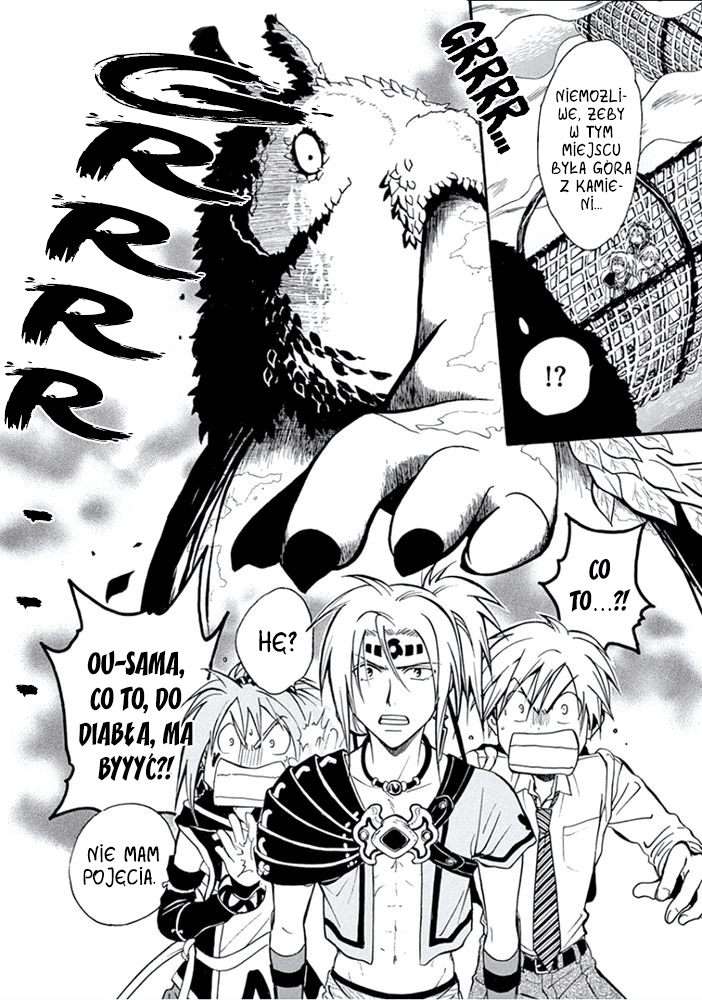 NIEMOŻLI-
WE, ŻEBY
W TYM
MIEJSCU
BYŁA GÓRA
Z KAMIE-
NI...
GRRRR...
!?
GRRRR---
CO
TO...?!
HĘ?
OU-SAMA,
CO TO, DO
DIABŁA, MA
BYYYĆ?!
NIE MAM
POJĘCIA.